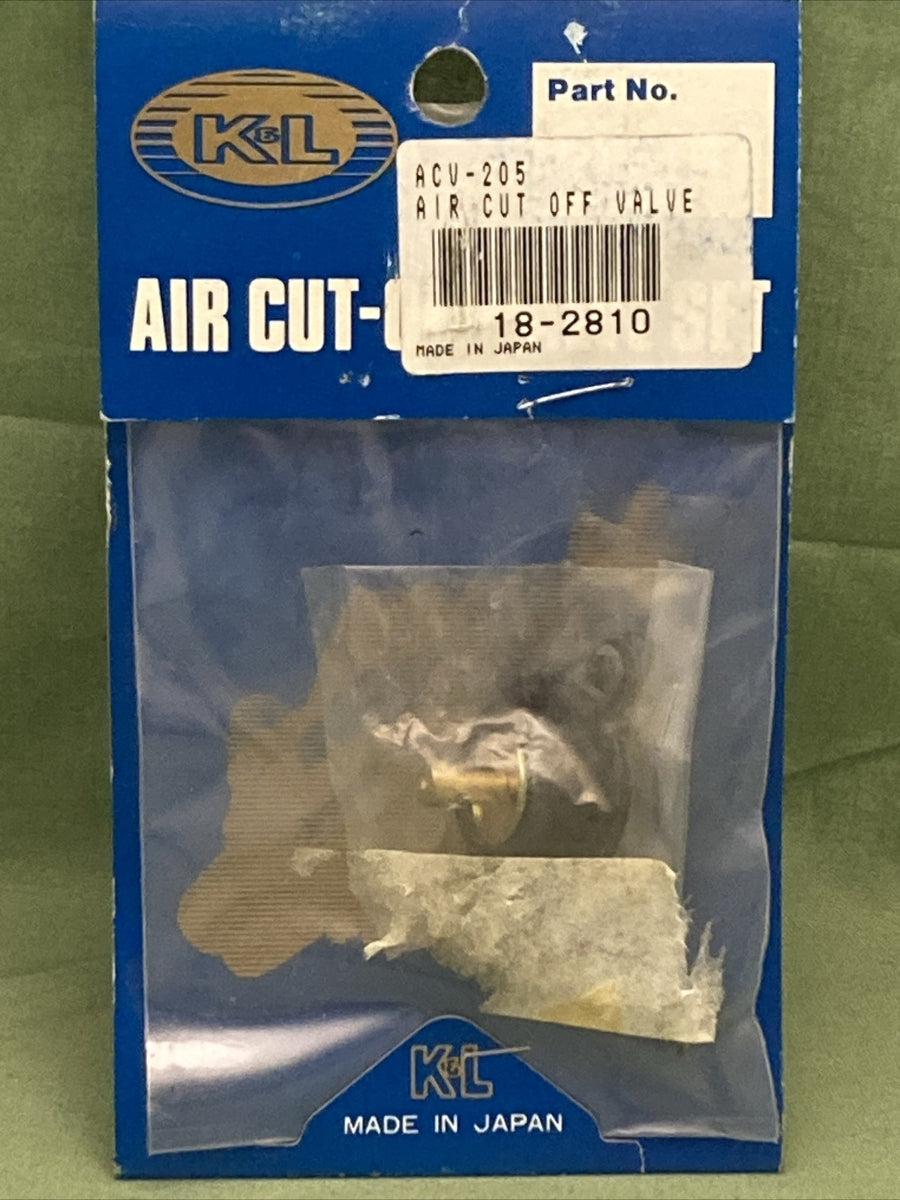 K&L
Part No.
ACV-205
AIR CUT OFF VALVE
AIR CUT-
SET
18-2810
MADE IN JAPAN
K&L
MADE IN JAPAN